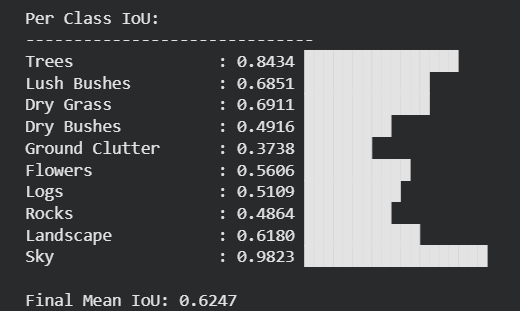 Per Class IoU:
------------------------------
Trees : 0.8434
Lush Bushes : 0.6851
Dry Grass : 0.6911
Dry Bushes : 0.4916
Ground Clutter : 0.3738
Flowers : 0.5606
Logs : 0.5109
Rocks : 0.4864
Landscape : 0.6180
Sky : 0.9823
Final Mean IoU: 0.6247